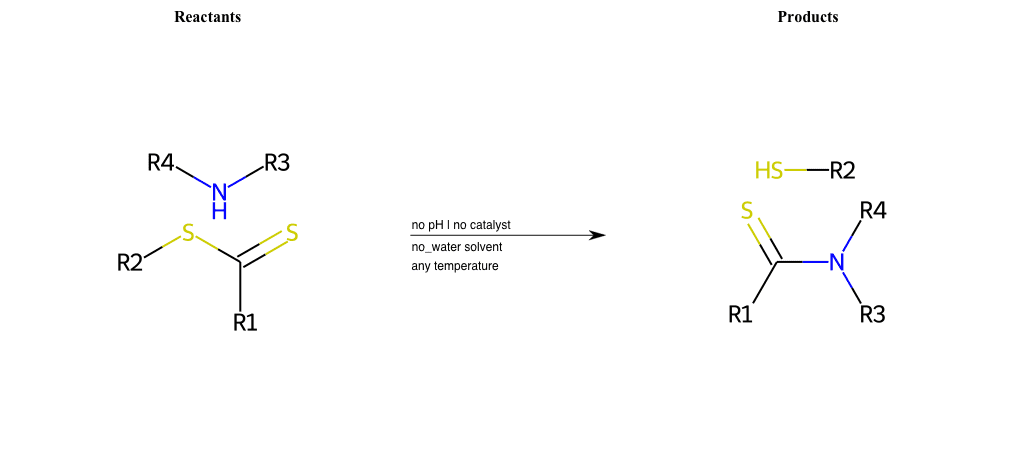 Reactants
Products
R4
R3
N
H
S
S
R2
R1
no pH | no catalyst
no_water solvent
any temperature
HS
R2
S
R4
N
R1
R3